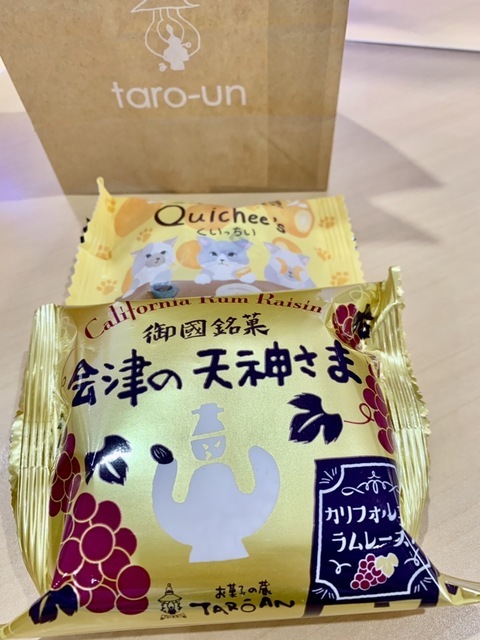 taro-un
Quichee's
くいっちい
California Rum Raisin
御國銘菓
会津の天神さま
カリフォル
ラムレーズ
お菓子の蔵
TAROAN